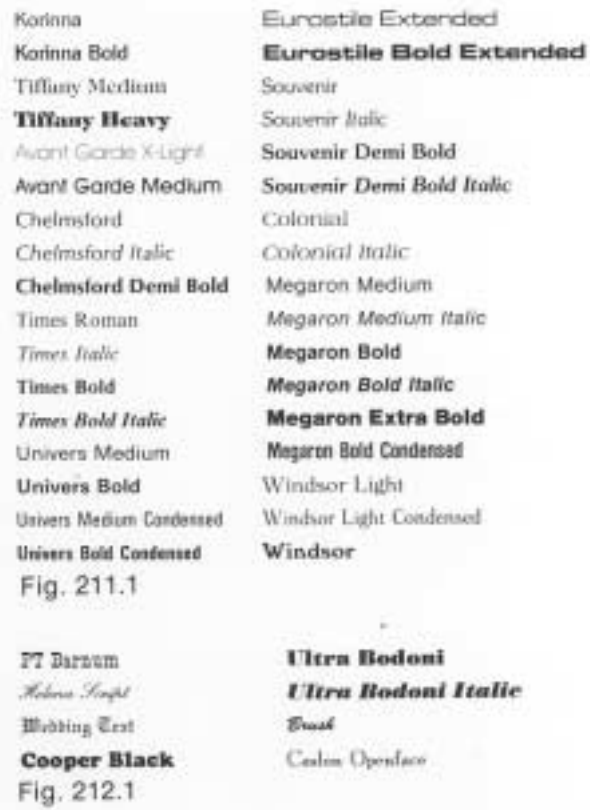 Korinna
Korinna Bold
Tiffany Medium
Tiffany Heavy
Avant Garde X-Light
Avant Garde Medium
Chelmsford
Chelmsford Italic
Chelmsford Demi Bold
Times Roman
Times Italic
Times Bold
Times Bold Italic
Univers Medium
Univers Bold
Univers Medium Condensed
Univers Bold Condensed
Fig. 211.1
Eurostile Extended
Eurostile Bold Extended
Souvenir
Souvenir Italic
Souvenir Demi Bold
Souvenir Demi Bold Italic
Colonial
Colonial Italic
Megaron Medium
Megaron Medium Italic
Megaron Bold
Megaron Bold Italic
Megaron Extra Bold
Megaron Bold Condensed
Windsor Light
Windsor Light Condensed
Windsor
PT Barnum
Helena Script
Wedding Text
Cooper Black
Fig. 212.1
Ultra Bodoni
Ultra Bodoni Italic
Brush
Caslon Openface